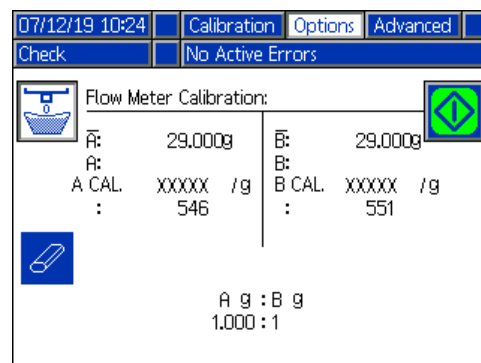 07/12/19 10:24 Calibration Options Advanced
Check No Active Errors
Flow Meter Calibration:
A̅: 29.000g B̅: 29.000g
A: B:
A CAL. XXXXX /g B CAL. XXXXX /g
: 546 : 551
A g : B g
1.000 : 1